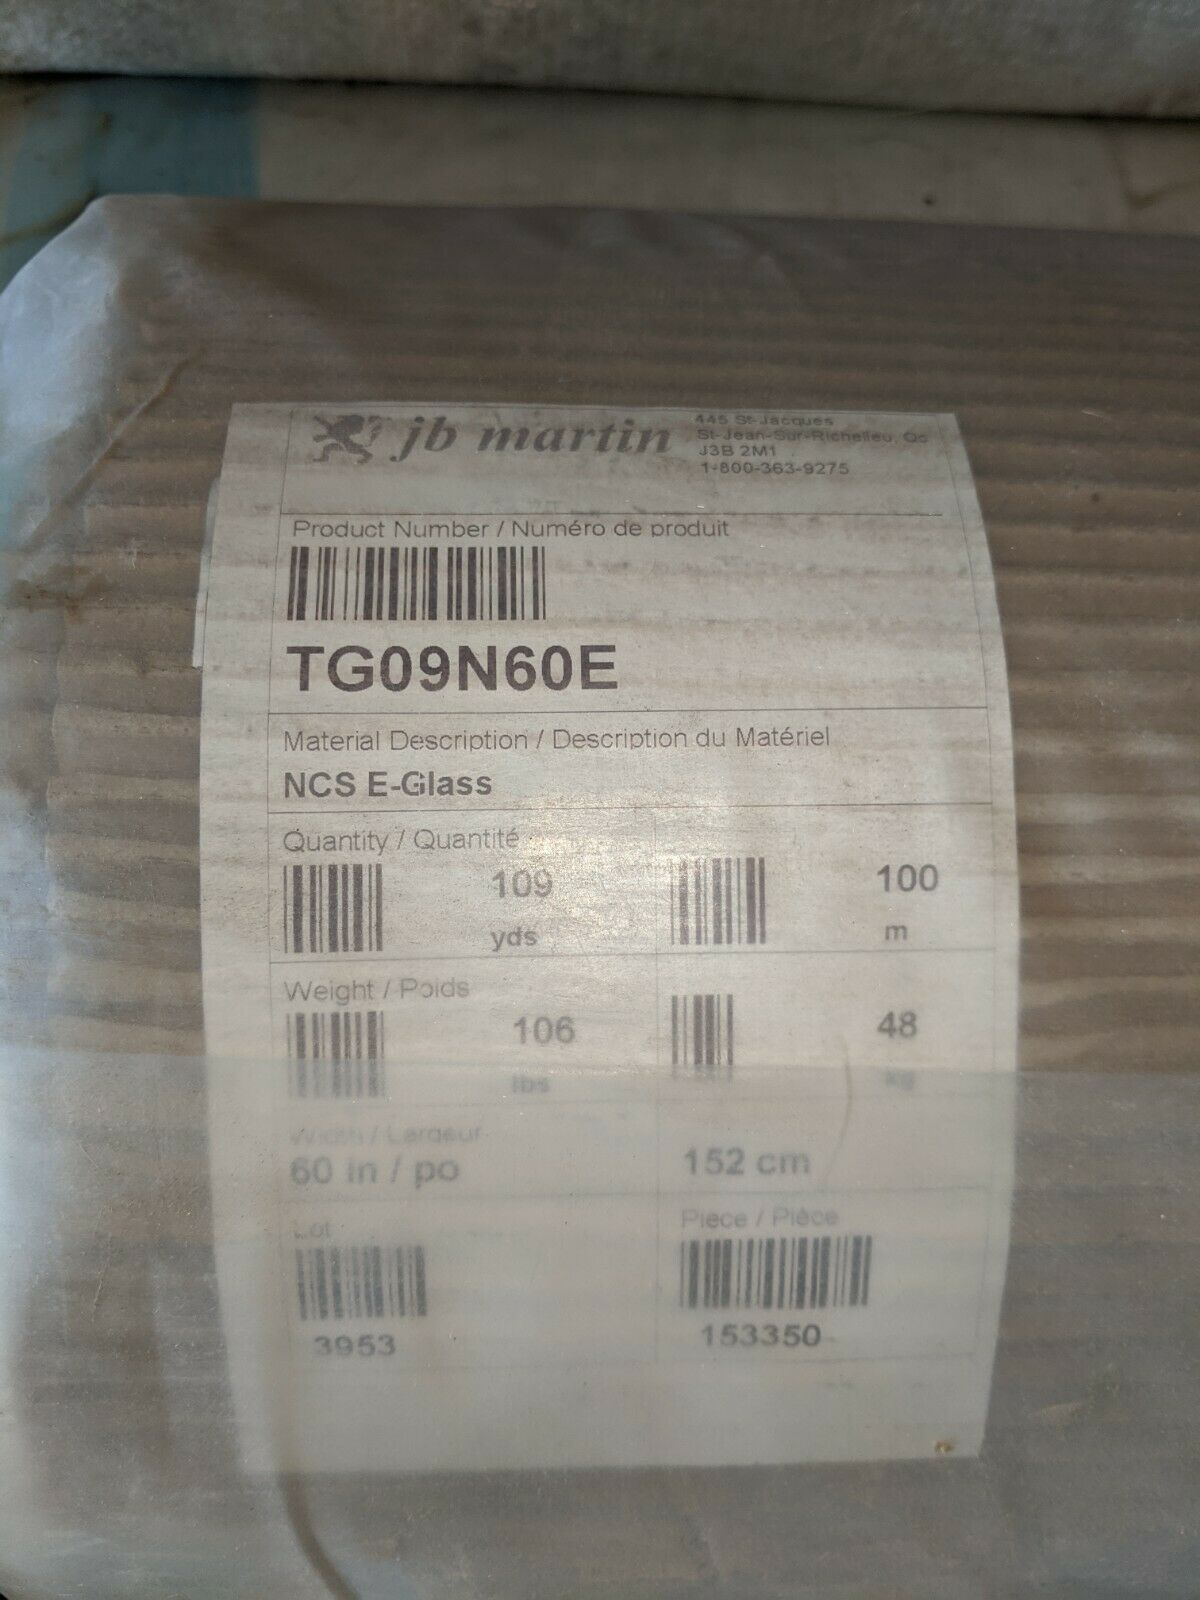 jb martin
445 St-Jacques
St-Jean-Sur-Richelieu, Qc
J3B 2M1
1-800-363-9275
Product Number / Numéro de produit
TG09N60E
Material Description / Description du Matériel
NCS E-Glass
Quantity / Quantité
109 yds
100 m
Weight / Poids
106 lbs
48 kg
Width / Largeur
60 in / po
152 cm
Lot
3953
Piece / Pièce
153350